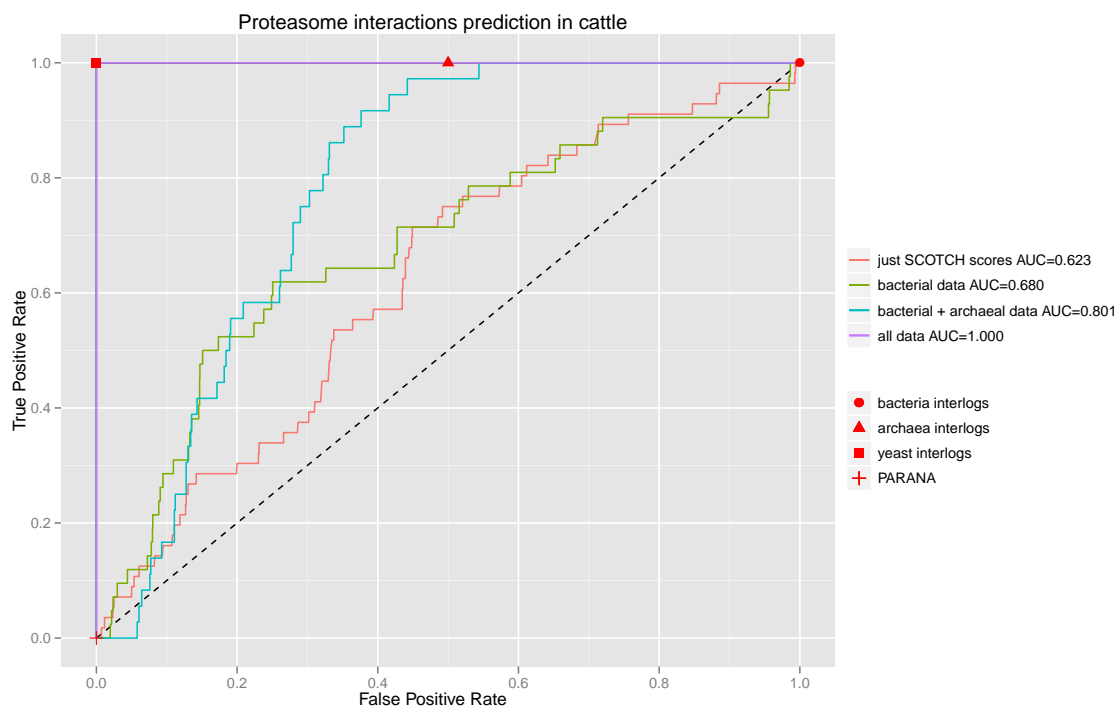 Proteasome interactions prediction in cattle
True Positive Rate
1.0
0.8
0.6
0.4
0.2
0.0
0.0 0.2 0.4 0.6 0.8 1.0
False Positive Rate
just SCOTCH scores AUC=0.623
bacterial data AUC=0.680
bacterial + archaeal data AUC=0.801
all data AUC=1.000
bacteria interlogs
archaea interlogs
yeast interlogs
PARANA